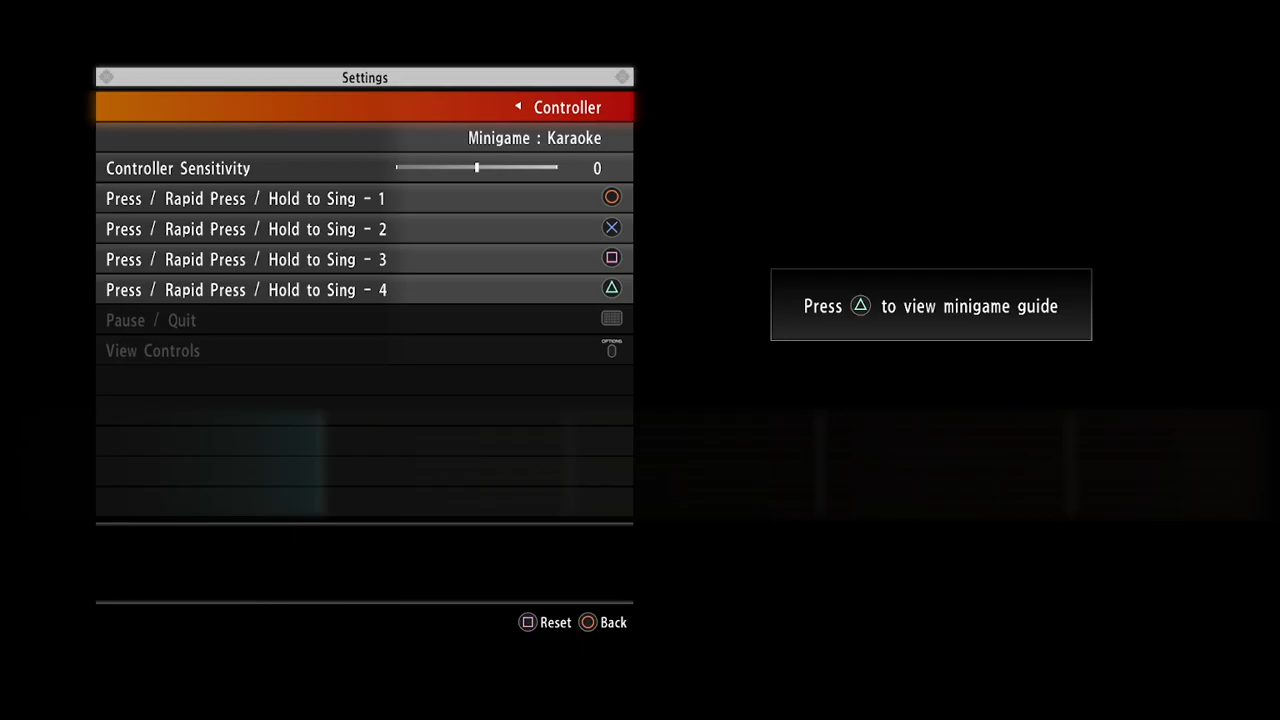 Settings
Controller
Minigame : Karaoke
Controller Sensitivity 0
Press / Rapid Press / Hold to Sing - 1
Press / Rapid Press / Hold to Sing - 2
Press / Rapid Press / Hold to Sing - 3
Press / Rapid Press / Hold to Sing - 4
Pause / Quit
View Controls OPTIONS
Press to view minigame guide
Reset Back